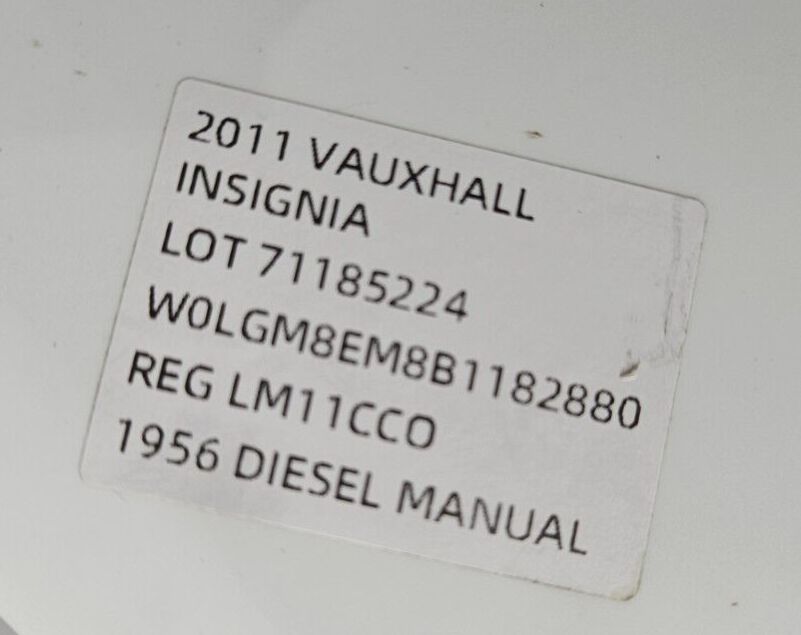 2011 VAUXHALL
INSIGNIA
LOT 71185224
W0LGM8EM8B1182880
REG LM11CCO
1956 DIESEL MANUAL